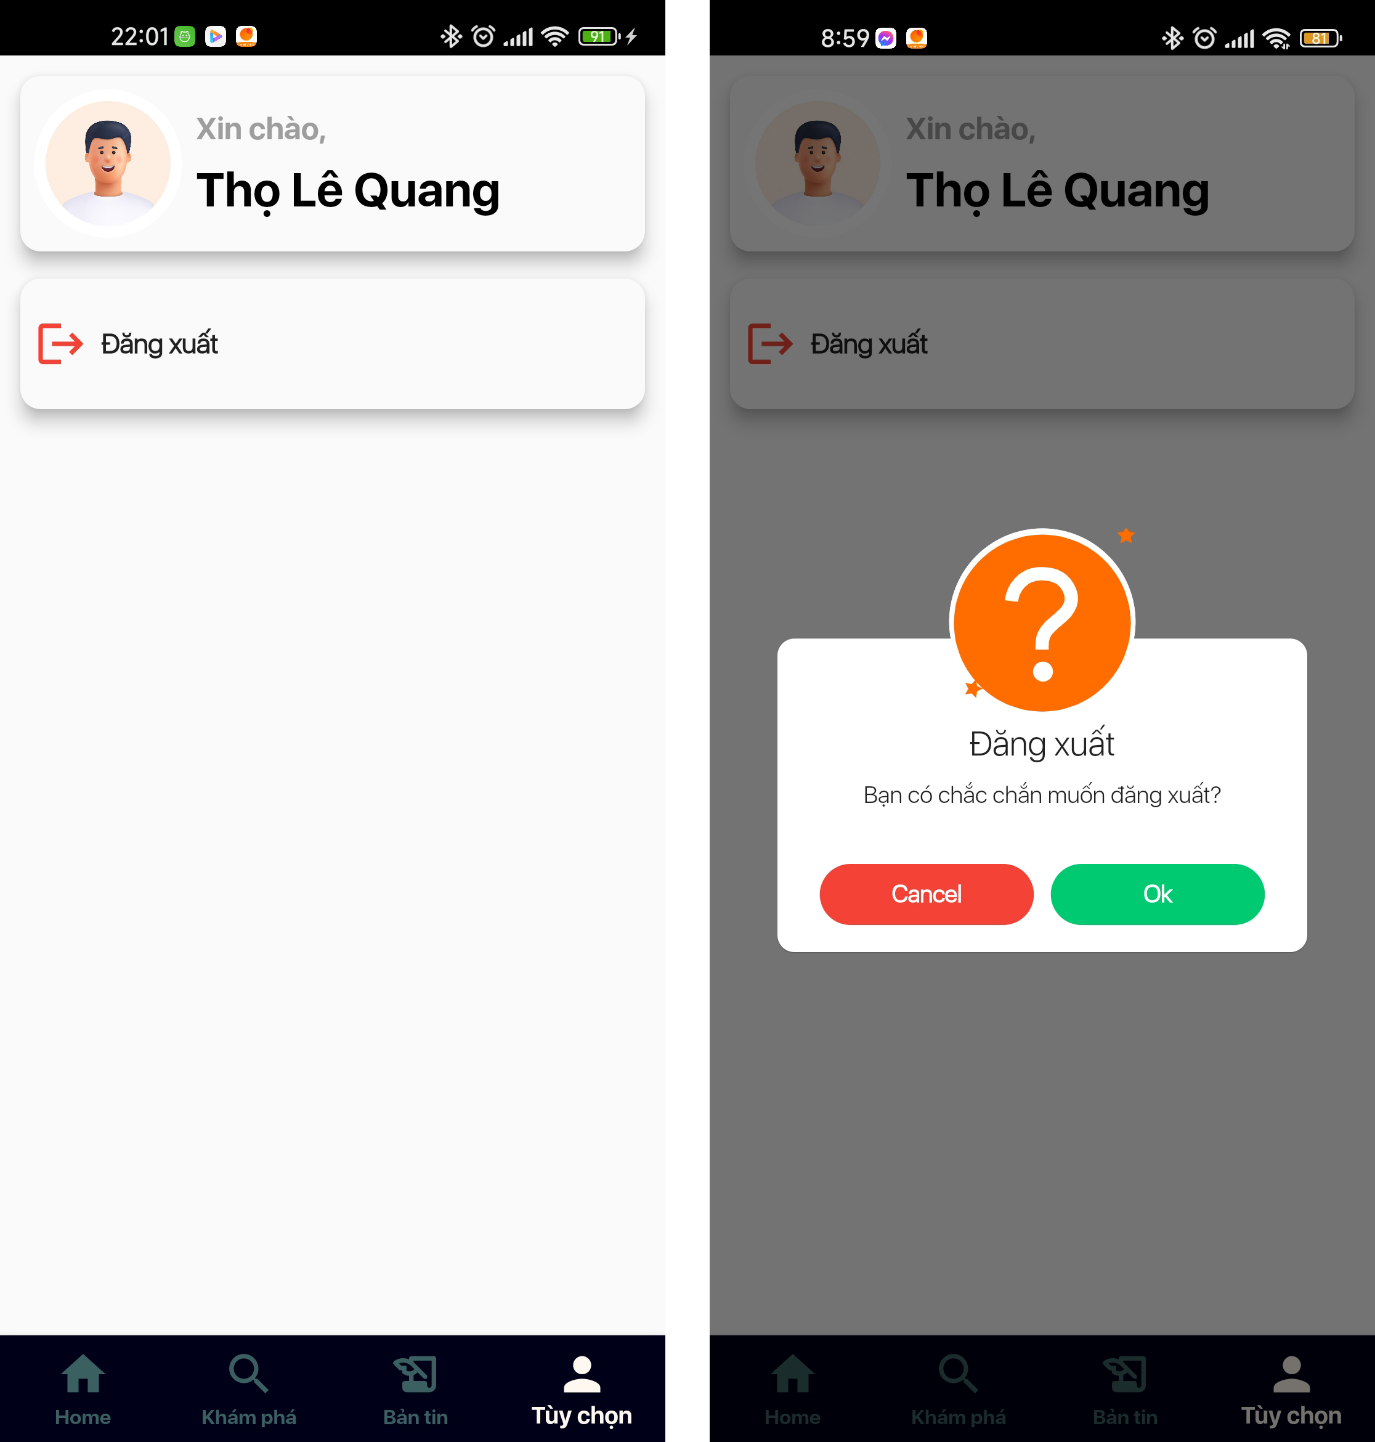 22:01
91
Xin chào,
Thọ Lê Quang
Đăng xuất
Home
Khám phá
Bản tin
Tùy chọn
8:59
81
Xin chào,
Thọ Lê Quang
Đăng xuất
?
Đăng xuất
Bạn có chắc chắn muốn đăng xuất?
Cancel
Ok
Home
Khám phá
Bản tin
Tùy chọn